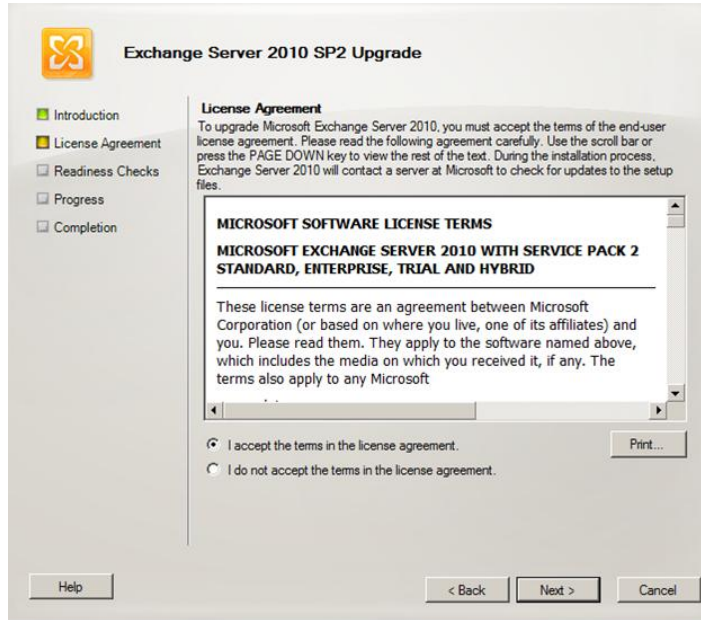 Exchange Server 2010 SP2 Upgrade
Introduction
License Agreement
Readiness Checks
Progress
Completion
License Agreement
To upgrade Microsoft Exchange Server 2010, you must accept the terms of the end-user
license agreement. Please read the following agreement carefully. Use the scroll bar or
press the PAGE DOWN key to view the rest of the text. During the installation process,
Exchange Server 2010 will contact a server at Microsoft to check for updates to the setup
files.
MICROSOFT SOFTWARE LICENSE TERMS
MICROSOFT EXCHANGE SERVER 2010 WITH SERVICE PACK 2
STANDARD, ENTERPRISE, TRIAL AND HYBRID
These license terms are an agreement between Microsoft
Corporation (or based on where you live, one of its affiliates) and
you. Please read them. They apply to the software named above,
which includes the media on which you received it, if any. The
terms also apply to any Microsoft
I accept the terms in the license agreement.
Print...
I do not accept the terms in the license agreement.
Help
< Back
Next >
Cancel